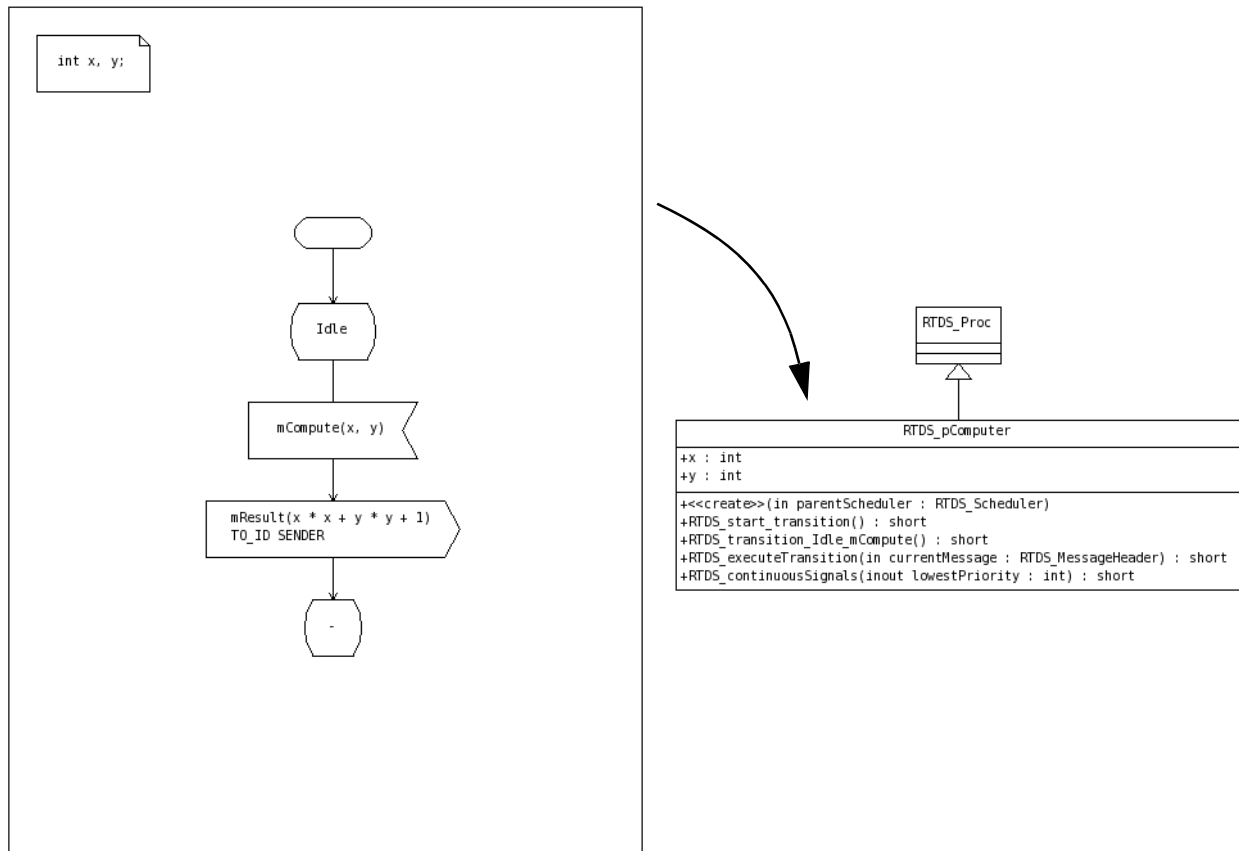 int x, y;
Idle
mCompute(x, y)
mResult(x * x + y * y + 1)
TO_ID SENDER
-
RTDS_Proc
RTDS_pComputer
+x : int
+y : int
+<<create>>(in parentScheduler : RTDS_Scheduler)
+RTDS_start_transition() : short
+RTDS_transition_Idle_mCompute() : short
+RTDS_executeTransition(in currentMessage : RTDS_MessageHeader) : short
+RTDS_continuousSignals(inout lowestPriority : int) : short